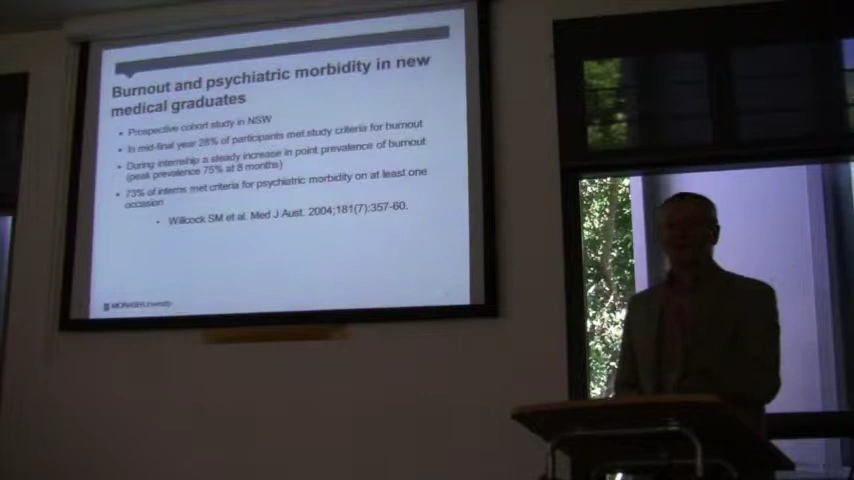 Burnout and psychiatric morbidity in new
medical graduates
• Prospective cohort study in NSW
• In mid-final year 28% of participants met study criteria for burnout
• During internship a steady increase in point prevalence of burnout
(peak prevalence 75% at 8 months)
• 73% of interns met criteria for psychiatric morbidity on at least one
occasion
• Willcock SM et al. Med J Aust. 2004;181(7):357-60.
MONASH University